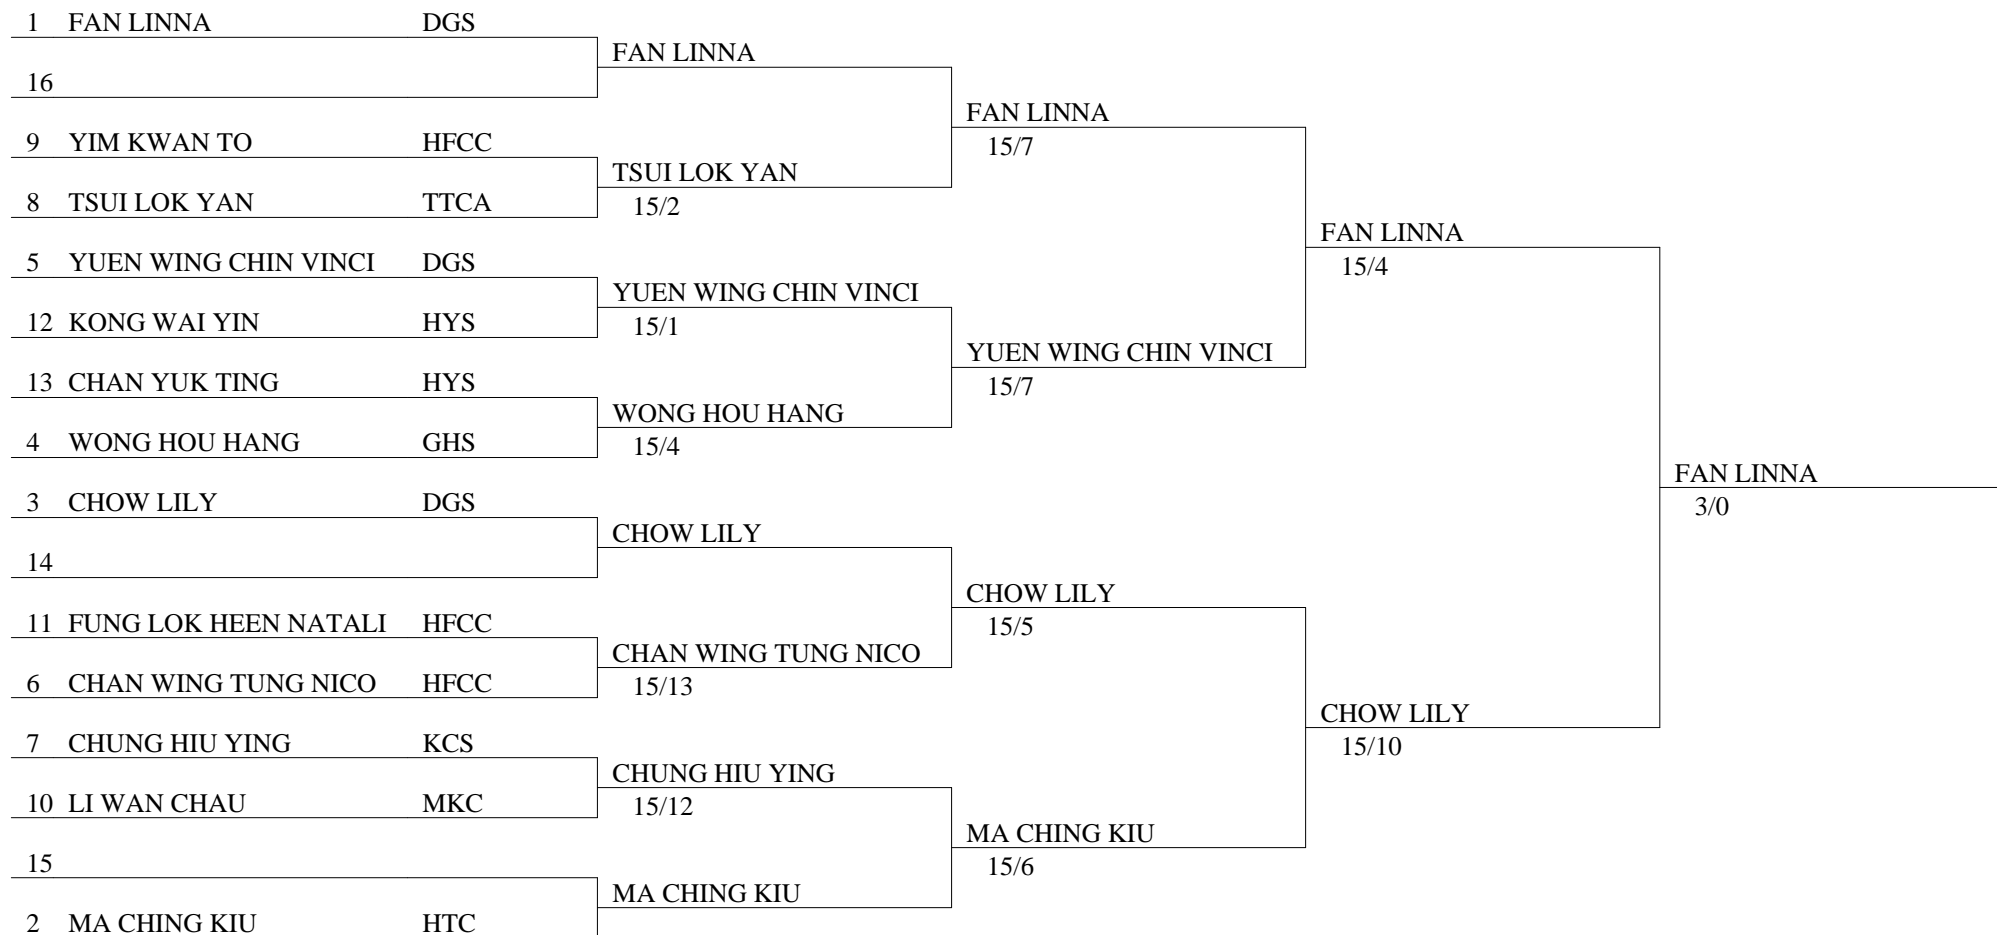 1 FAN LINNA DGS
FAN LINNA
16
FAN LINNA
15/7
9 YIM KWAN TO HFCC
TSUI LOK YAN
15/2
8 TSUI LOK YAN TTCA
FAN LINNA
15/4
5 YUEN WING CHIN VINCI DGS
YUEN WING CHIN VINCI
15/1
12 KONG WAI YIN HYS
YUEN WING CHIN VINCI
15/7
13 CHAN YUK TING HYS
WONG HOU HANG
15/4
4 WONG HOU HANG GHS
FAN LINNA
3/0
3 CHOW LILY DGS
CHOW LILY
14
CHOW LILY
15/5
11 FUNG LOK HEEN NATALI HFCC
CHAN WING TUNG NICO
15/13
6 CHAN WING TUNG NICO HFCC
CHOW LILY
15/10
7 CHUNG HIU YING KCS
CHUNG HIU YING
15/12
10 LI WAN CHAU MKC
MA CHING KIU
15/6
15
MA CHING KIU
2 MA CHING KIU HTC